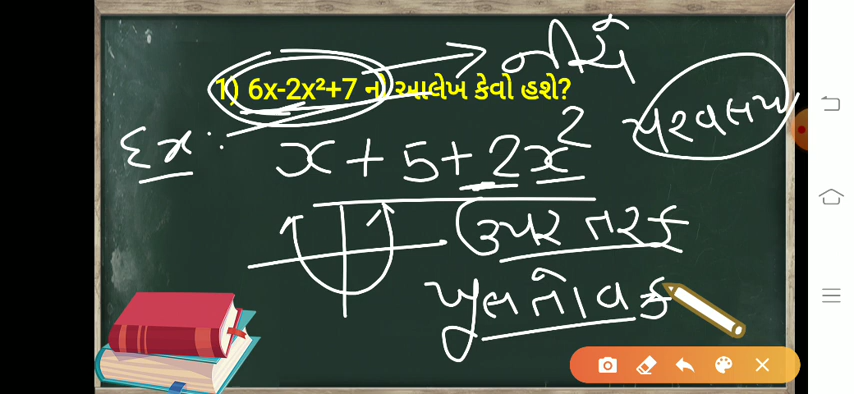 નીચે
1) 6x-2x²+7 નો આલેખ કેવો હશે?
પરવલય
Ex :
x + 5 + 2x²
ઉપર તરફ
ખુલતો વક્ર